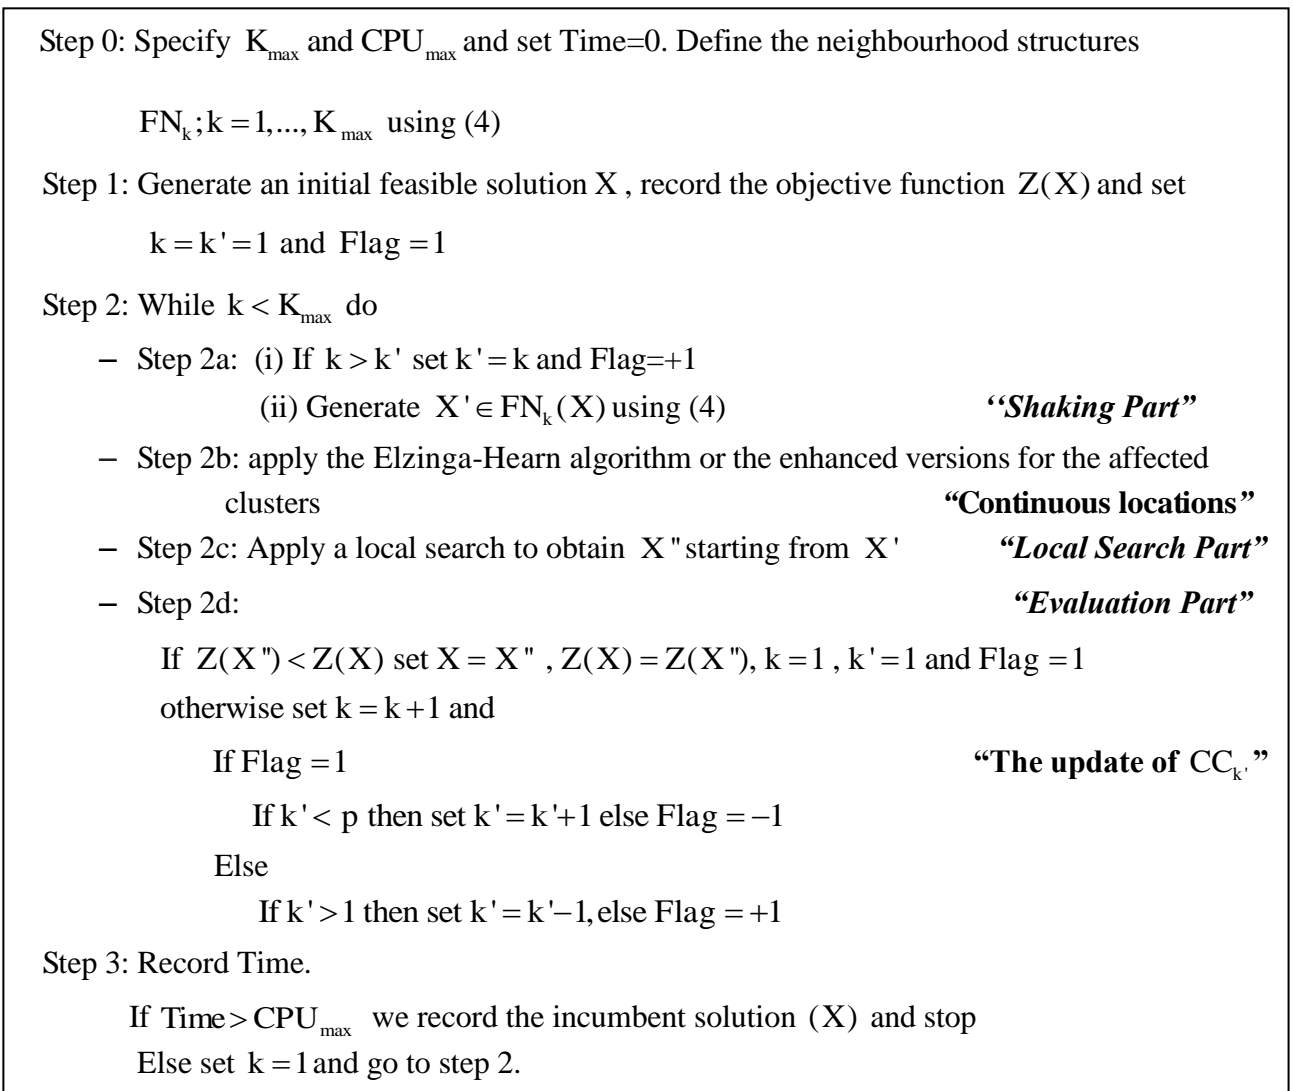 Step 0: Specify K_max and CPU_max and set Time=0. Define the neighbourhood structures
FN_k; k = 1,..., K_max using (4)
Step 1: Generate an initial feasible solution X , record the objective function Z(X) and set
k = k' = 1 and Flag = 1
Step 2: While k < K_max do
– Step 2a: (i) If k > k' set k' = k and Flag=+1
(ii) Generate X' ∈ FN_k(X) using (4) ‘‘Shaking Part”
– Step 2b: apply the Elzinga-Hearn algorithm or the enhanced versions for the affected
clusters “Continuous locations”
– Step 2c: Apply a local search to obtain X" starting from X' “Local Search Part”
– Step 2d: “Evaluation Part”
If Z(X") < Z(X) set X = X" , Z(X) = Z(X"), k = 1 , k' = 1 and Flag = 1
otherwise set k = k +1 and
If Flag = 1 “The update of CC_k'”
If k' < p then set k' = k'+1 else Flag = −1
Else
If k' > 1 then set k' = k'−1, else Flag = +1
Step 3: Record Time.
If Time > CPU_max we record the incumbent solution (X) and stop
Else set k = 1 and go to step 2.